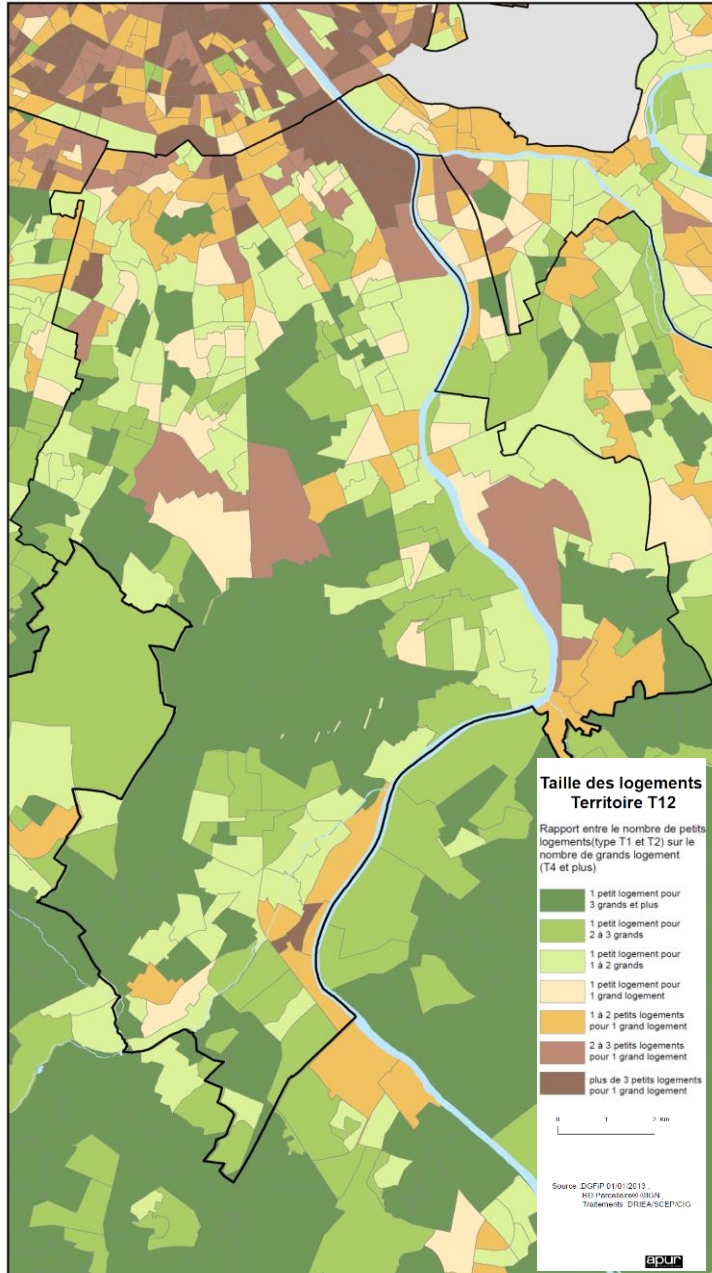 Taille des logements
Territoire T12
Rapport entre le nombre de petits
logements(type T1 et T2) sur le
nombre de grands logement
(T4 et plus)
1 petit logement pour
3 grands et plus
1 petit logement pour
2 à 3 grands
1 petit logement pour
1 à 2 grands
1 petit logement pour
1 grand logement
1 à 2 petits logements
pour 1 grand logement
2 à 3 petits logements
pour 1 grand logement
plus de 3 petits logements
pour 1 grand logement
0 1 2 Km
Source :DGFiP 01/01/2013 ,
BD Parcellaire® ©IGN ,
Traitements DRIEA/SCEP/CIG
apur